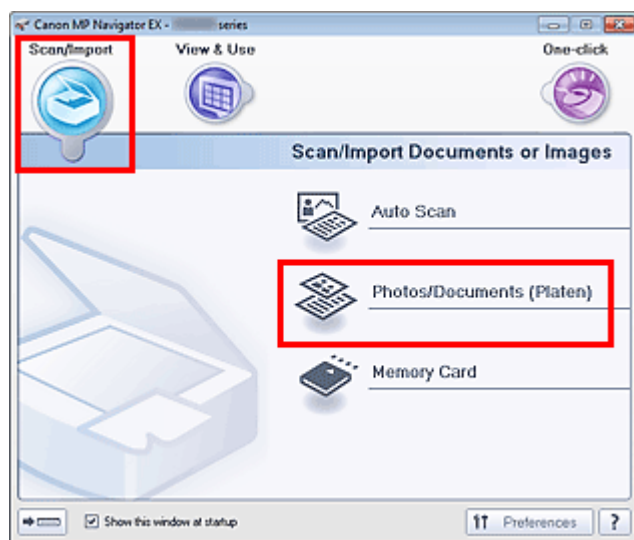 Canon MP Navigator EX - series
Scan/Import View & Use One-click
Scan/Import Documents or Images
Auto Scan
Photos/Documents (Platen)
Memory Card
Show this window at startup Preferences ?